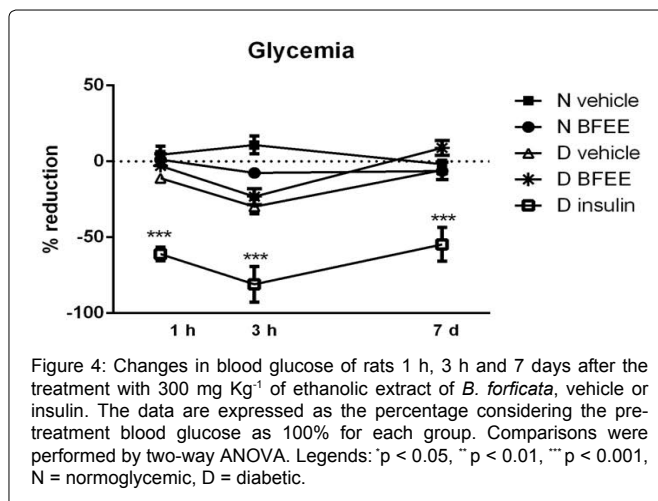 Glycemia
50
0
-50
-100
% reduction
***
***
***
1 h 3 h 7 d
N vehicle
N BFEE
D vehicle
D BFEE
D insulin
Figure 4: Changes in blood glucose of rats 1 h, 3 h and 7 days after the
treatment with 300 mg Kg⁻¹ of ethanolic extract of B. forficata, vehicle or
insulin. The data are expressed as the percentage considering the pre-
treatment blood glucose as 100% for each group. Comparisons were
performed by two-way ANOVA. Legends: *p < 0.05, **p < 0.01, ***p < 0.001,
N = normoglycemic, D = diabetic.